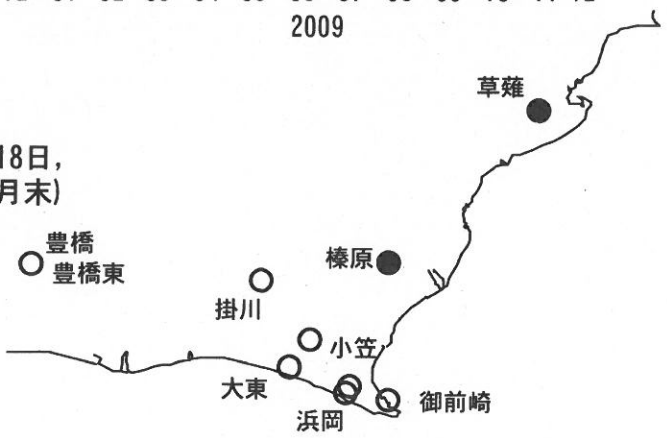 2009
草薙
18日,
月末)
豊橋
豊橋東
榛原
掛川
小笠
大東
御前崎
浜岡